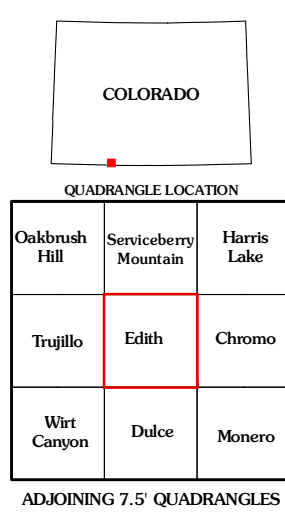 COLORADO
QUADRANGLE LOCATION
Oakbrush
Hill
Serviceberry
Mountain
Harris
Lake
Trujillo
Edith
Chromo
Wirt
Canyon
Dulce
Monero
ADJOINING 7.5' QUADRANGLES